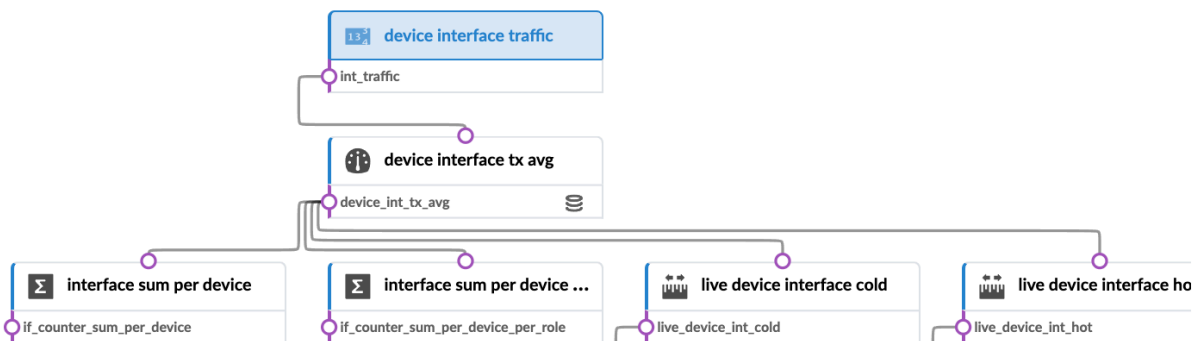 device interface traffic
int_traffic
device interface tx avg
device_int_tx_avg
interface sum per device
interface sum per device ...
live device interface cold
live device interface ho
if_counter_sum_per_device
if_counter_sum_per_device_per_role
live_device_int_cold
live_device_int_hot